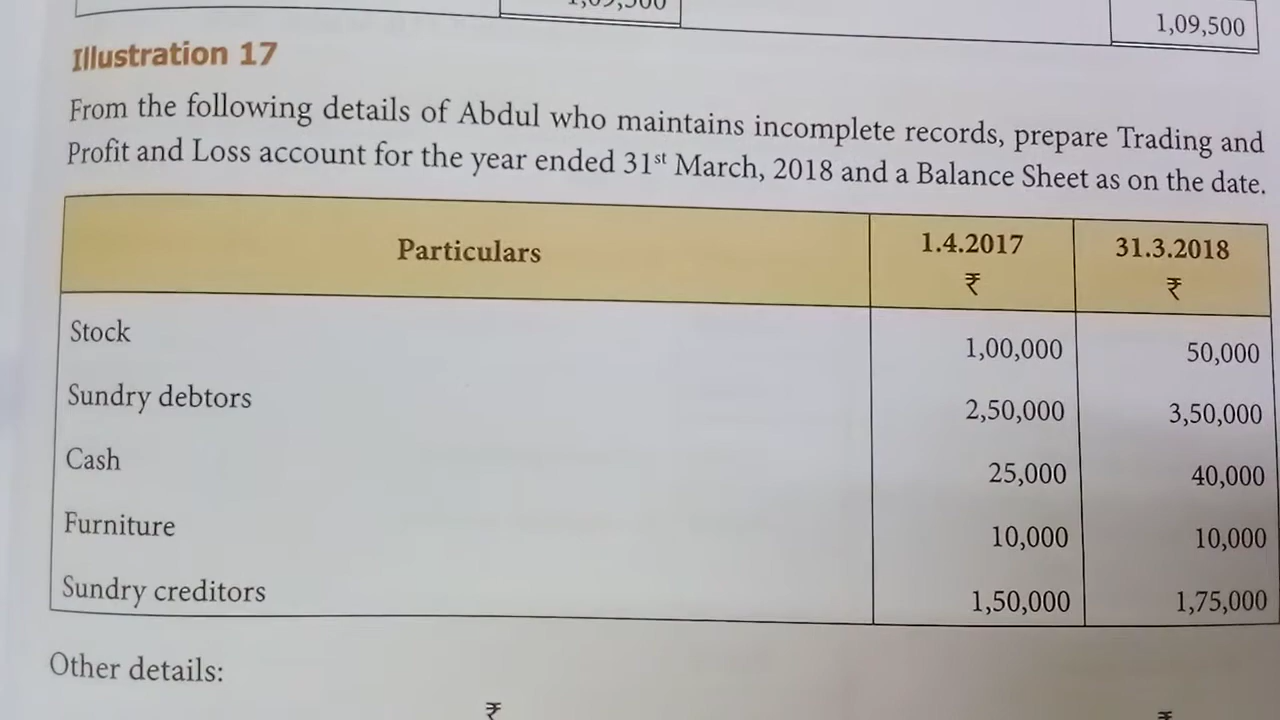 1,09,500
Illustration 17
From the following details of Abdul who maintains incomplete records, prepare Trading and
Profit and Loss account for the year ended 31st March, 2018 and a Balance Sheet as on the date.
Particulars 1.4.2017 31.3.2018
₹ ₹
Stock 1,00,000 50,000
Sundry debtors 2,50,000 3,50,000
Cash 25,000 40,000
Furniture 10,000 10,000
Sundry creditors 1,50,000 1,75,000
Other details:
₹ ₹